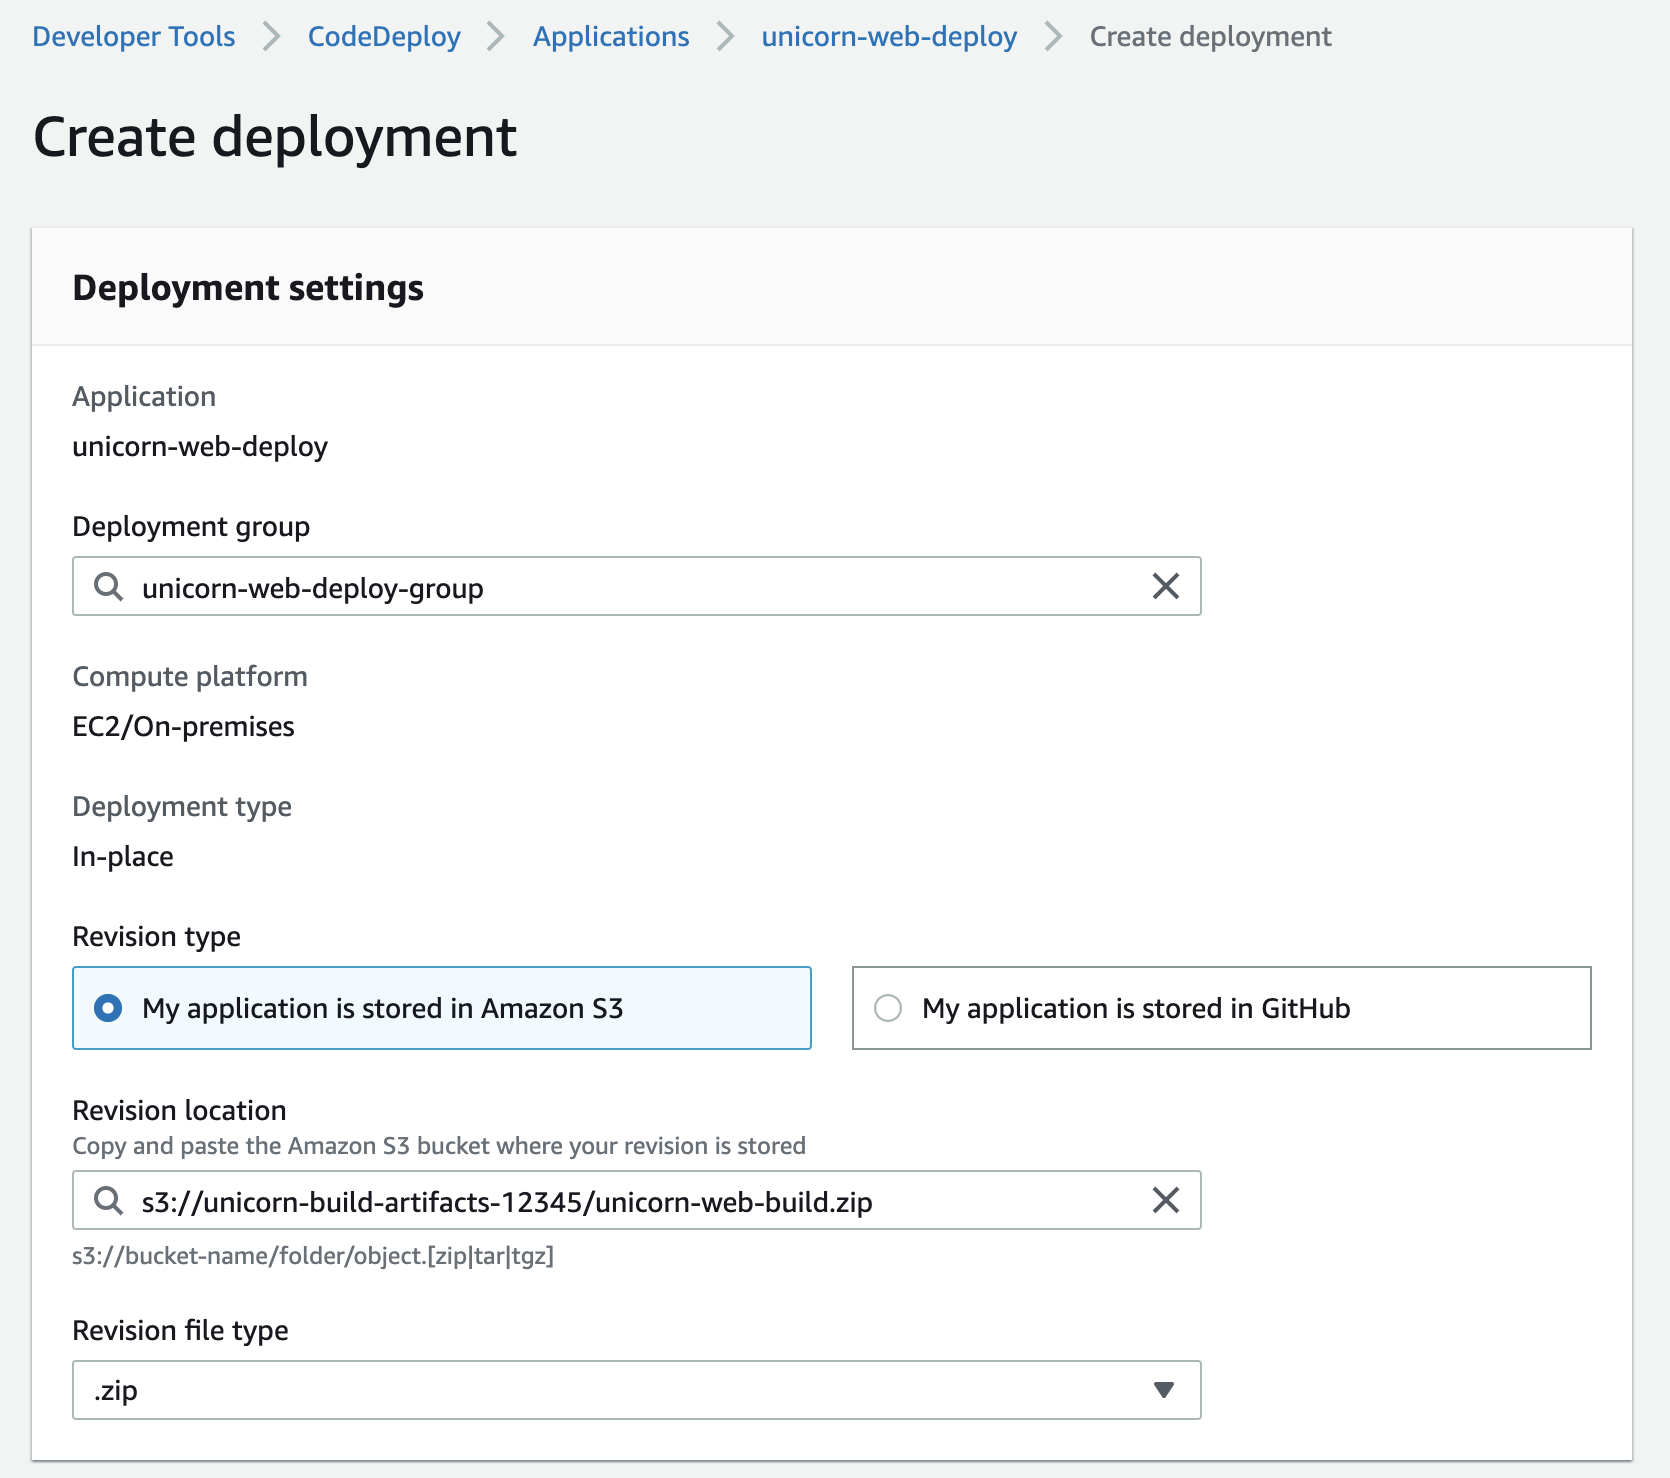 Developer Tools > CodeDeploy > Applications > unicorn-web-deploy > Create deployment
Create deployment
Deployment settings
Application
unicorn-web-deploy
Deployment group
unicorn-web-deploy-group
Compute platform
EC2/On-premises
Deployment type
In-place
Revision type
My application is stored in Amazon S3
My application is stored in GitHub
Revision location
Copy and paste the Amazon S3 bucket where your revision is stored
s3://unicorn-build-artifacts-12345/unicorn-web-build.zip
s3://bucket-name/folder/object.[zip|tar|tgz]
Revision file type
.zip